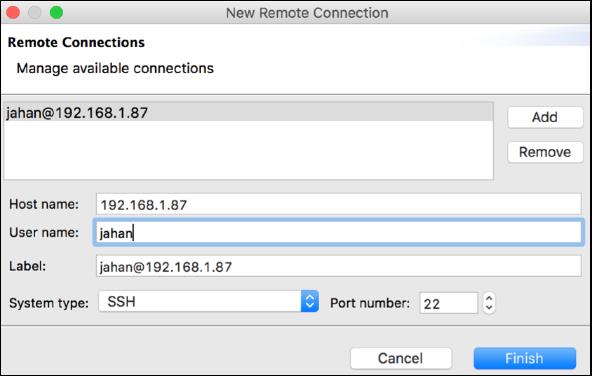 New Remote Connection
Remote Connections
Manage available connections
jahan@192.168.1.87
Add
Remove
Host name: 192.168.1.87
User name: jahan
Label: jahan@192.168.1.87
System type: SSH Port number: 22
Cancel Finish